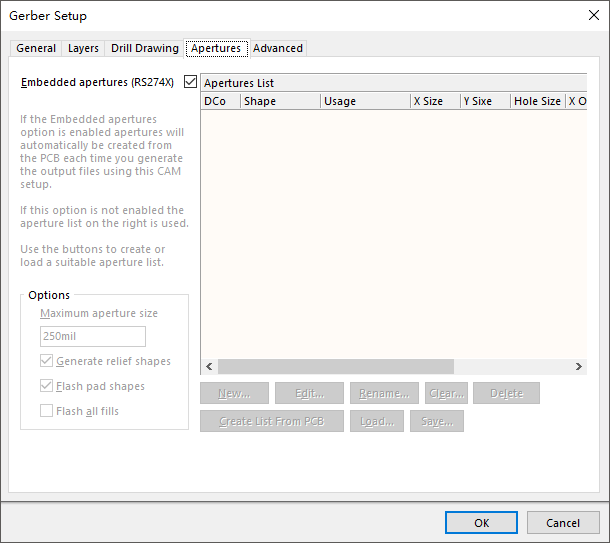 Gerber Setup
General Layers Drill Drawing Apertures Advanced
Embedded apertures (RS274X)
Apertures List
DCo Shape Usage X Size Y Sixe Hole Size X O
If the Embedded apertures
option is enabled apertures will
automatically be created from
the PCB each time you generate
the output files using this CAM
setup.
If this option is not enabled the
aperture list on the right is used.
Use the buttons to create or
load a suitable aperture list.
Options
Maximum aperture size
250mil
Generate relief shapes
Flash pad shapes
Flash all fills
New... Edit... Rename... Clear... Delete
Create List From PCB Load... Save...
OK Cancel